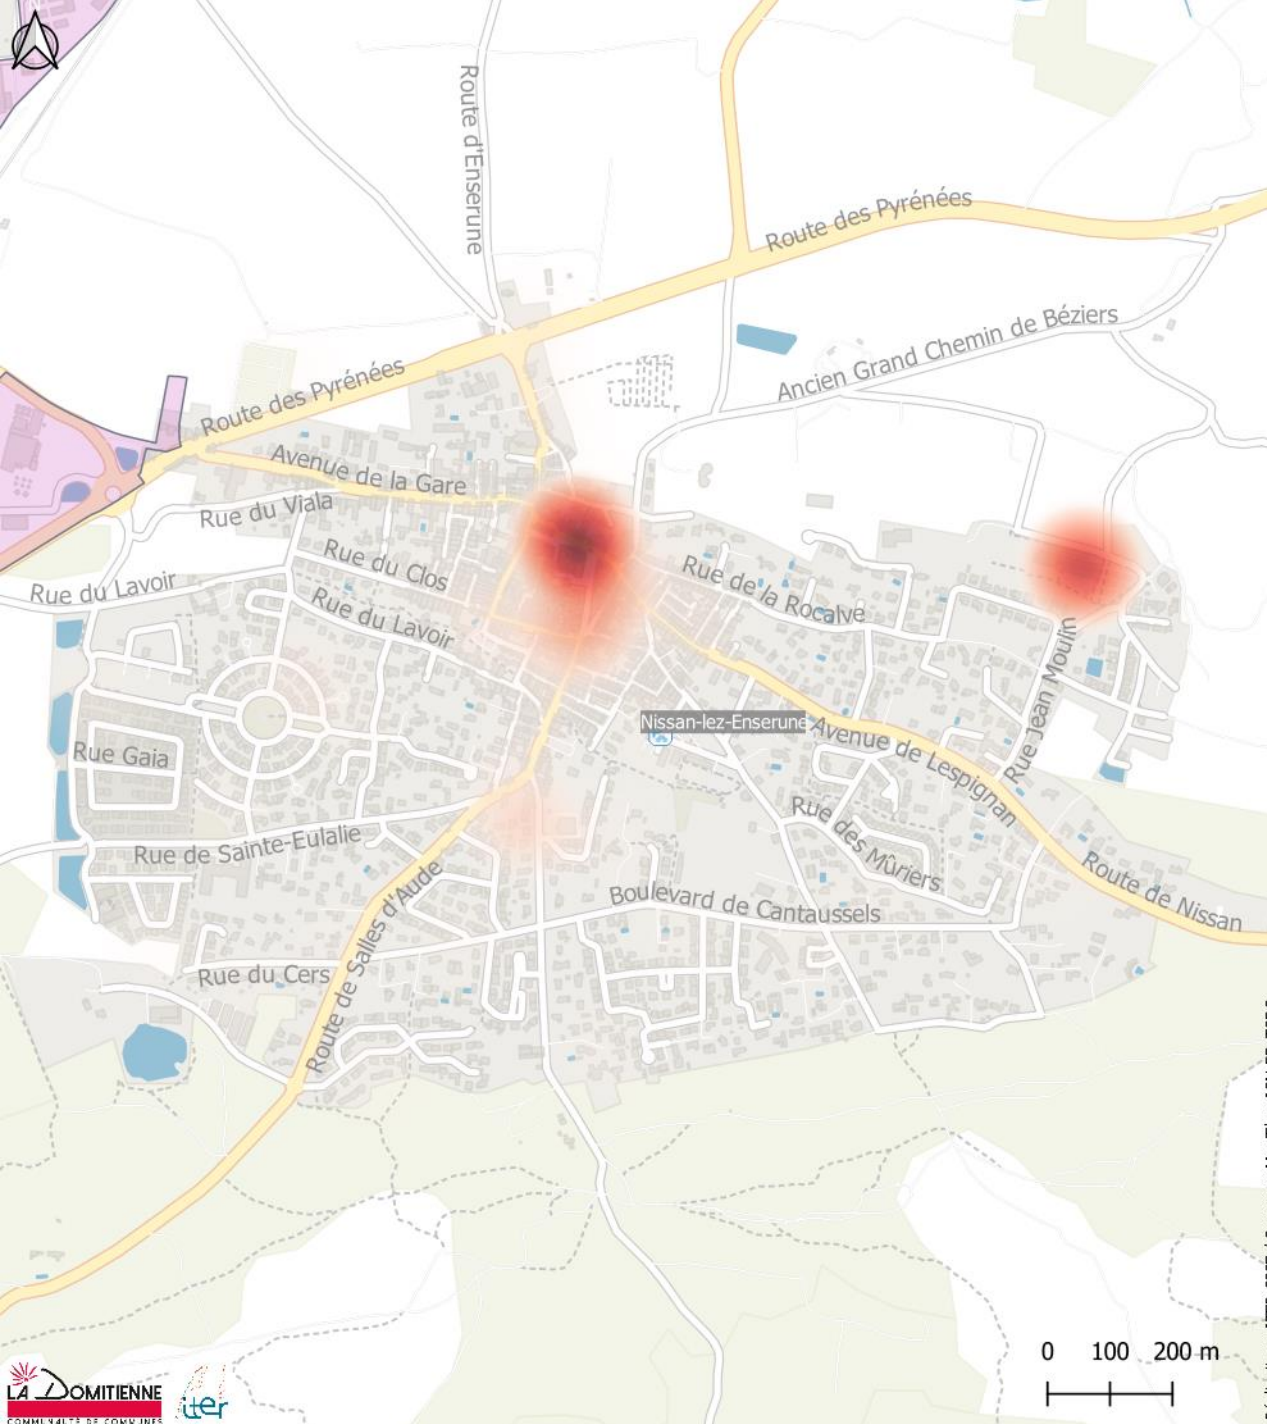 Route d'Enserune
Route des Pyrénées
Ancien Grand Chemin de Béziers
Route des Pyrénées
Avenue de la Gare
Rue du Viala
Rue du Clos
Rue de la Rocalve
Rue du Lavoir
Rue du Lavoir
Rue Jean Moulin
Nissan-lez-Enserune
Avenue de Lespignan
Rue Gaia
Rue des Mûriers
Rue de Sainte-Eulalie
Route de Nissan
Boulevard de Cantaussels
Rue du Cers
Route de Salles d'Aude
0 100 200 m
LA DOMITIENNE
COMMUNAUTÉ DE COMMUNES
iter